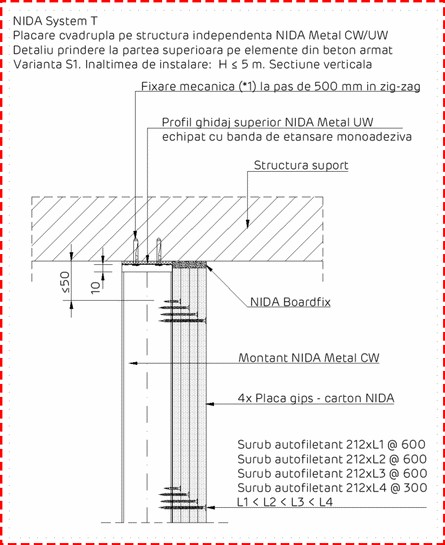 NIDA System T
Placare cvadrupla pe structura independenta NIDA Metal CW/UW
Detaliu prindere la partea superioara pe elemente din beton armat
Varianta S1. Inaltimea de instalare: H ≤ 5 m. Sectiune verticala
Fixare mecanica (*1) la pas de 500 mm in zig-zag
Profil ghidaj superior NIDA Metal UW
echipat cu banda de etansare monoadeziva
Structura suport
≤50
10
NIDA Boardfix
Montant NIDA Metal CW
4x Placa gips - carton NIDA
Surub autofiletant 212xL1 @ 600
Surub autofiletant 212xL2 @ 600
Surub autofiletant 212xL3 @ 600
Surub autofiletant 212xL4 @ 300
L1 < L2 < L3 < L4